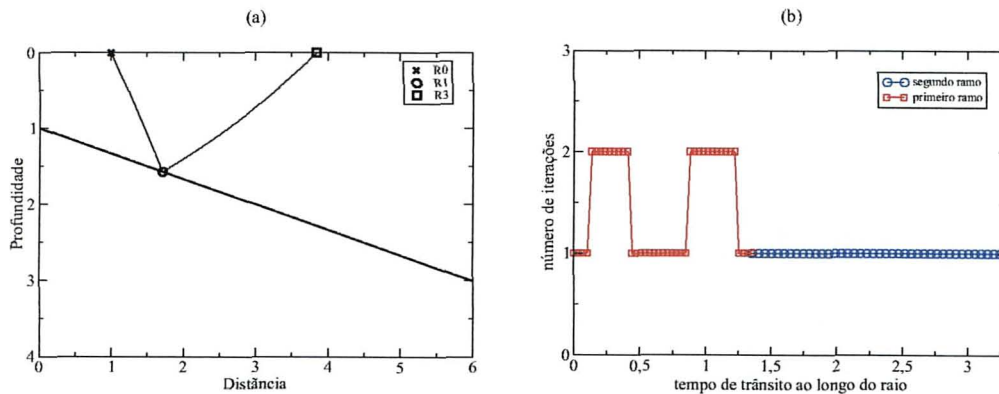 (a)
0
1
2
3
4
Profundidade
0
1
2
3
4
5
6
Distância
R0
R1
R3
(b)
3
2
1
0
número de iterações
0
0,5
1
1,5
2
2,5
3
tempo de trânsito ao longo do raio
segundo ramo
primeiro ramo